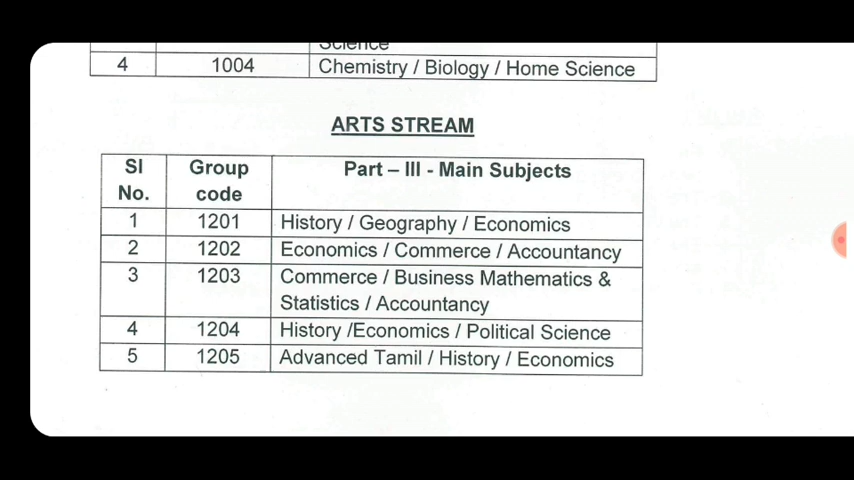 Science
4 1004 Chemistry / Biology / Home Science
ARTS STREAM
Sl No. Group code Part – III - Main Subjects
1 1201 History / Geography / Economics
2 1202 Economics / Commerce / Accountancy
3 1203 Commerce / Business Mathematics &
Statistics / Accountancy
4 1204 History /Economics / Political Science
5 1205 Advanced Tamil / History / Economics